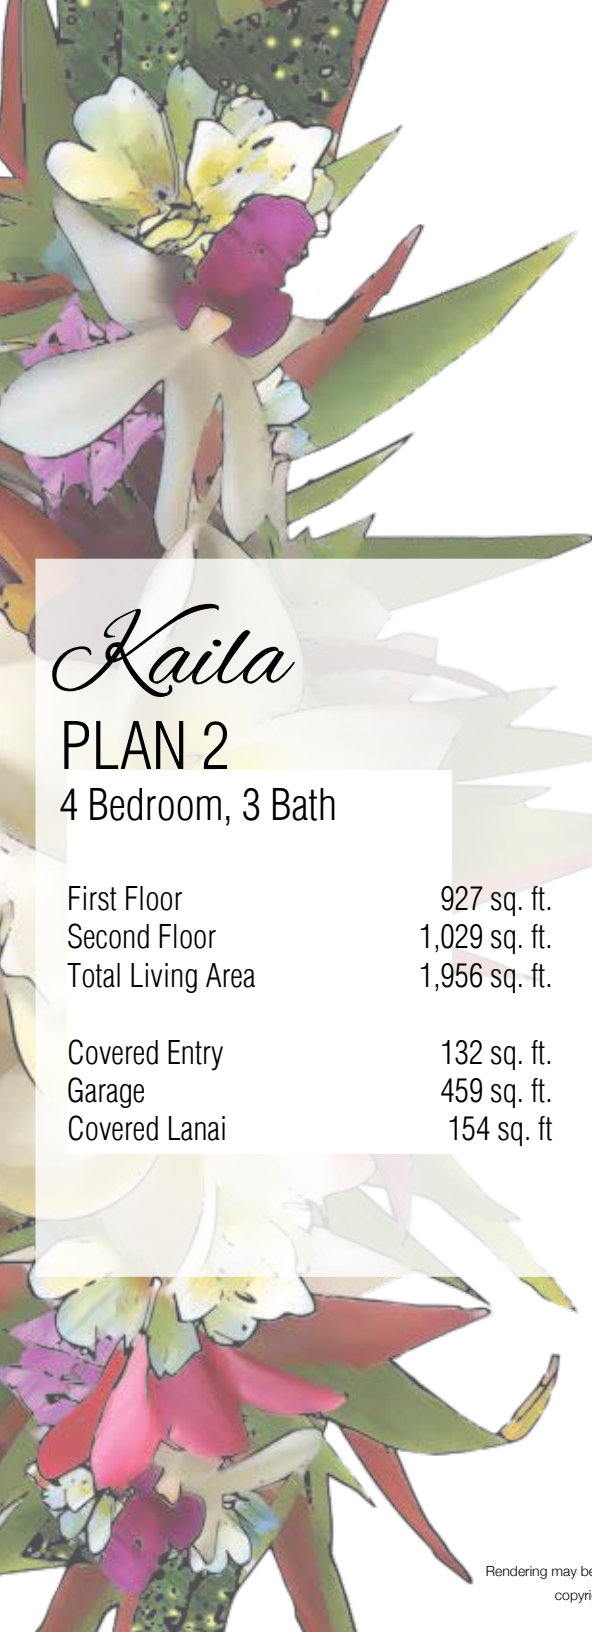 Kaila
PLAN 2
4 Bedroom, 3 Bath
First Floor 927 sq. ft.
Second Floor 1,029 sq. ft.
Total Living Area 1,956 sq. ft.
Covered Entry 132 sq. ft.
Garage 459 sq. ft.
Covered Lanai 154 sq. ft
Rendering may be